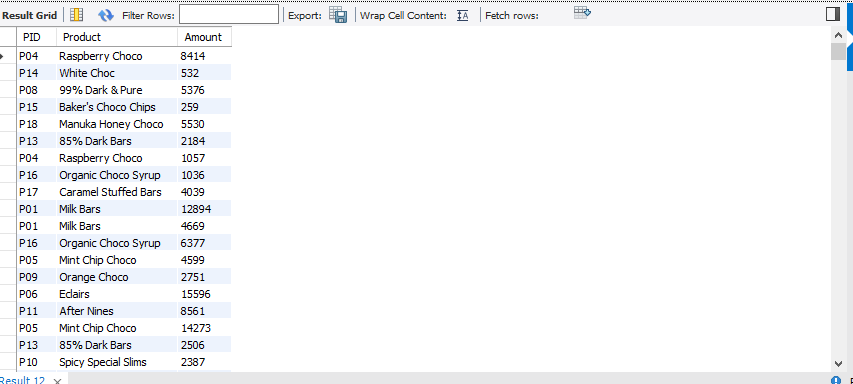 Result Grid Filter Rows: Export: Wrap Cell Content: Fetch rows:
PID Product Amount
P04 Raspberry Choco 8414
P14 White Choc 532
P08 99% Dark & Pure 5376
P15 Baker's Choco Chips 259
P18 Manuka Honey Choco 5530
P13 85% Dark Bars 2184
P04 Raspberry Choco 1057
P16 Organic Choco Syrup 1036
P17 Caramel Stuffed Bars 4039
P01 Milk Bars 12894
P01 Milk Bars 4669
P16 Organic Choco Syrup 6377
P05 Mint Chip Choco 4599
P09 Orange Choco 2751
P06 Eclairs 15596
P11 After Nines 8561
P05 Mint Chip Choco 14273
P13 85% Dark Bars 2506
P10 Spicy Special Slims 2387
Result 12